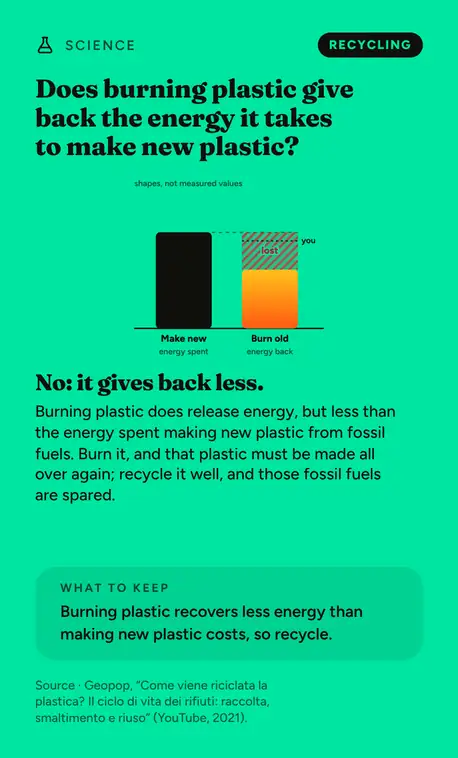 SCIENCE
RECYCLING
Does burning plastic give
back the energy it takes
to make new plastic?
shapes, not measured values
you
lost
Make new
Burn old
energy spent
energy back
No: it gives back less.
Burning plastic does release energy, but less than
the energy spent making new plastic from fossil
fuels. Burn it, and that plastic must be made all
over again; recycle it well, and those fossil fuels
are spared.
WHAT TO KEEP
Burning plastic recovers less energy than
making new plastic costs, so recycle.
Source · Geopop, “Come viene riciclata la
plastica? Il ciclo di vita dei rifiuti: raccolta,
smaltimento e riuso” (YouTube, 2021).